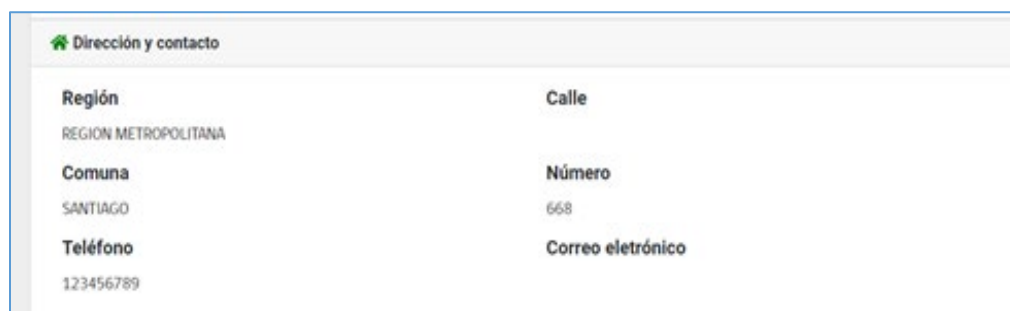 Dirección y contacto
Región
Calle
REGION METROPOLITANA
Comuna
Número
SANTIAGO
668
Teléfono
Correo eletrónico
123456789